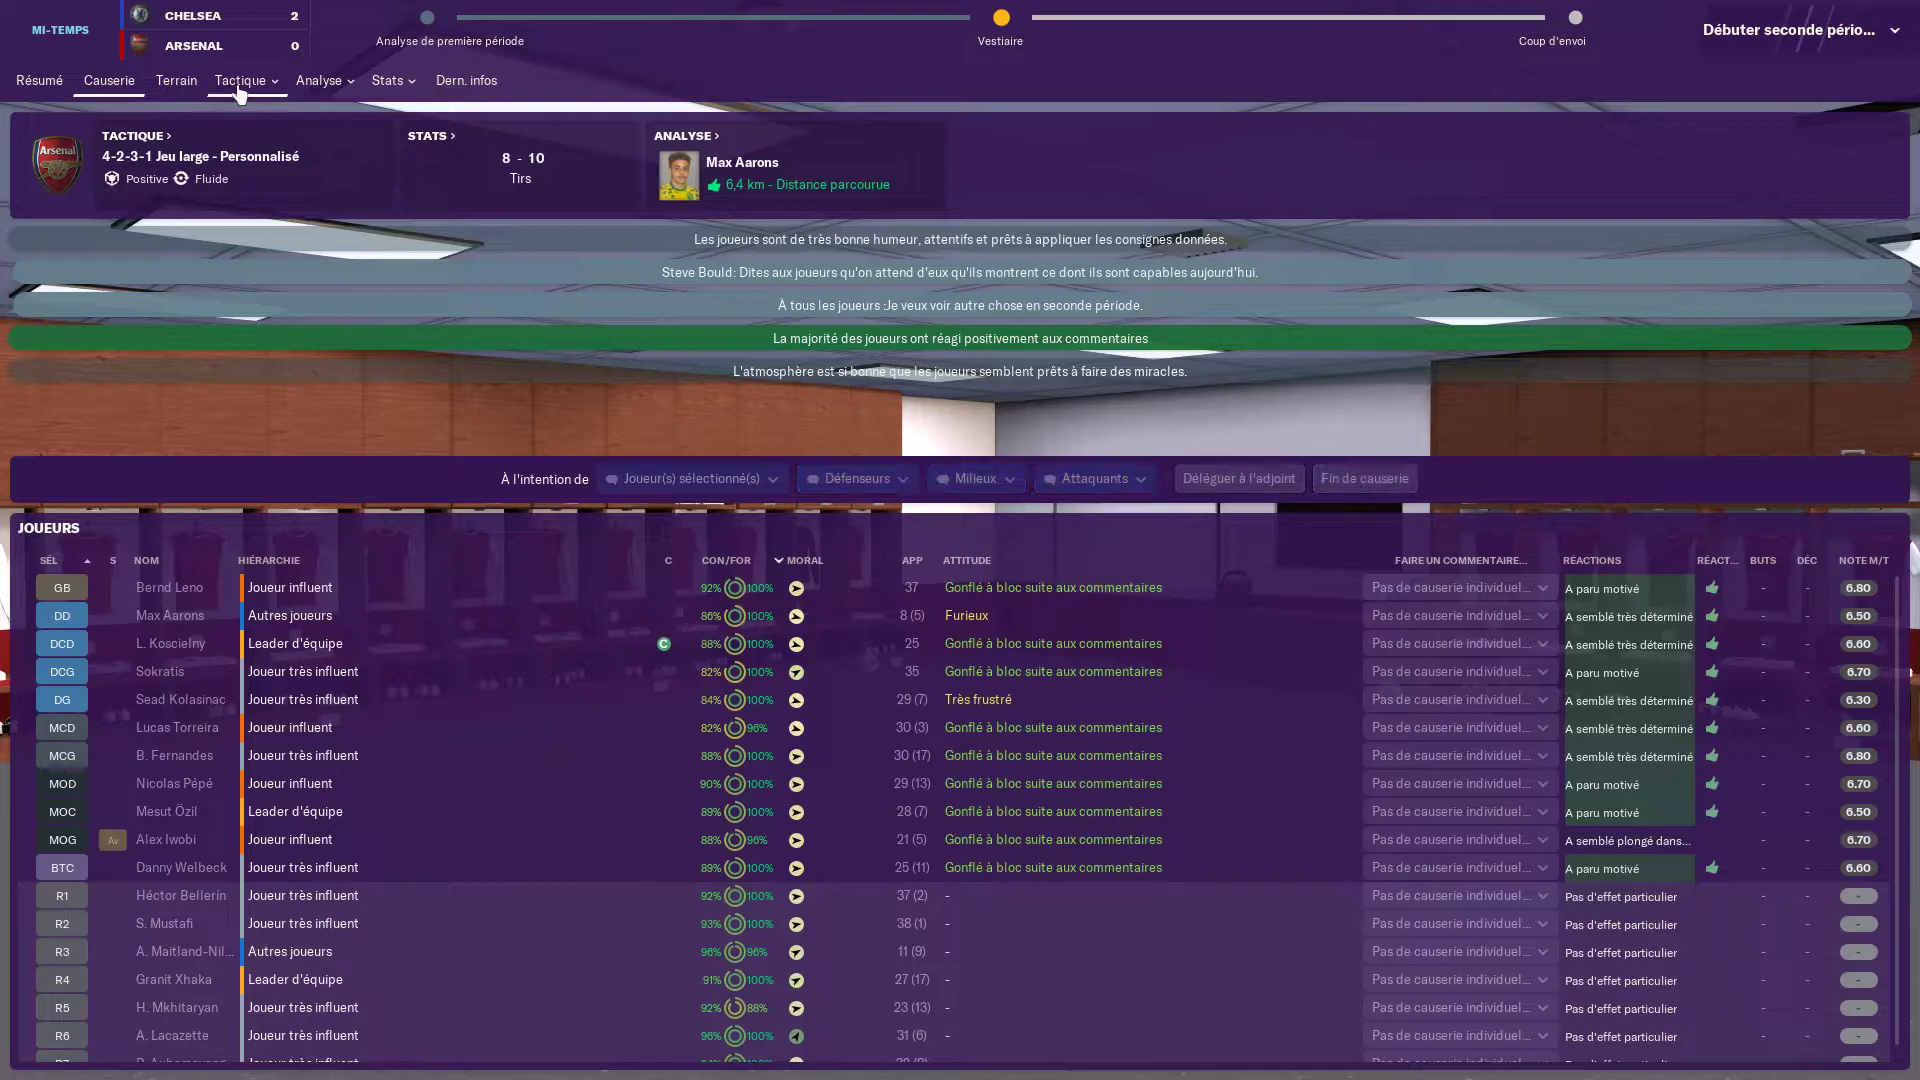 MI-TEMPS
CHELSEA 2
ARSENAL 0
Analyse de première période
Vestiaire
Coup d'envoi
Débuter seconde pério...
Résumé Causerie Terrain Tactique Analyse Stats Dern. infos
TACTIQUE >
4-2-3-1 Jeu large - Personnalisé
Positive Fluide
STATS >
8 - 10
Tirs
ANALYSE >
Max Aarons
6,4 km - Distance parcourue
Arsenal
Les joueurs sont de très bonne humeur, attentifs et prêts à appliquer les consignes données.
Steve Bould: Dites aux joueurs qu'on attend d'eux qu'ils montrent ce dont ils sont capables aujourd'hui.
À tous les joueurs :Je veux voir autre chose en seconde période.
La majorité des joueurs ont réagi positivement aux commentaires
L'atmosphère est si bonne que les joueurs semblent prêts à faire des miracles.
À l'intention de Joueur(s) sélectionné(s) Défenseurs Milieux Attaquants Déléguer à l'adjoint Fin de causerie
JOUEURS
SÉL S NOM HIÉRARCHIE C CON/FOR MORAL APP ATTITUDE FAIRE UN COMMENTAIRE... RÉACTIONS RÉACT... BUTS DÉC NOTE M/T
GB Bernd Leno Joueur influent 92% 100% 37 Gonflé à bloc suite aux commentaires Pas de causerie individuel... A paru motivé - - 6.80
DD Max Aarons Autres joueurs 86% 100% 8 (5) Furieux Pas de causerie individuel... A semblé très déterminé - - 6.50
DCD L. Koscielny Leader d'équipe C 88% 100% 25 Gonflé à bloc suite aux commentaires Pas de causerie individuel... A semblé très déterminé - - 6.60
DCG Sokratis Joueur très influent 82% 100% 35 Gonflé à bloc suite aux commentaires Pas de causerie individuel... A paru motivé - - 6.70
DG Sead Kolasinac Joueur très influent 84% 100% 29 (7) Très frustré Pas de causerie individuel... A semblé très déterminé - - 6.30
MCD Lucas Torreira Joueur influent 82% 96% 30 (3) Gonflé à bloc suite aux commentaires Pas de causerie individuel... A semblé très déterminé - - 6.60
MCG B. Fernandes Joueur très influent 88% 100% 30 (17) Gonflé à bloc suite aux commentaires Pas de causerie individuel... A semblé très déterminé - - 6.80
MOD Nicolas Pépé Joueur influent 90% 100% 29 (13) Gonflé à bloc suite aux commentaires Pas de causerie individuel... A paru motivé - - 6.70
MOC Mesut Özil Leader d'équipe 89% 100% 28 (7) Gonflé à bloc suite aux commentaires Pas de causerie individuel... A paru motivé - - 6.50
MOG Av Alex Iwobi Joueur influent 88% 96% 21 (5) Gonflé à bloc suite aux commentaires Pas de causerie individuel... A semblé plongé dans... - - 6.70
BTC Danny Welbeck Joueur très influent 89% 100% 25 (11) Gonflé à bloc suite aux commentaires Pas de causerie individuel... A paru motivé - - 6.60
R1 Héctor Bellerín Joueur très influent 92% 100% 37 (2) - Pas de causerie individuel... Pas d'effet particulier - - -
R2 S. Mustafi Joueur très influent 93% 100% 38 (1) - Pas de causerie individuel... Pas d'effet particulier - - -
R3 A. Maitland-Nil... Autres joueurs 96% 96% 11 (9) - Pas de causerie individuel... Pas d'effet particulier - - -
R4 Granit Xhaka Leader d'équipe 91% 100% 27 (17) - Pas de causerie individuel... Pas d'effet particulier - - -
R5 H. Mkhitaryan Joueur très influent 92% 88% 23 (13) - Pas de causerie individuel... Pas d'effet particulier - - -
R6 A. Lacazette Joueur très influent 96% 100% 31 (6) - Pas de causerie individuel... Pas d'effet particulier - - -